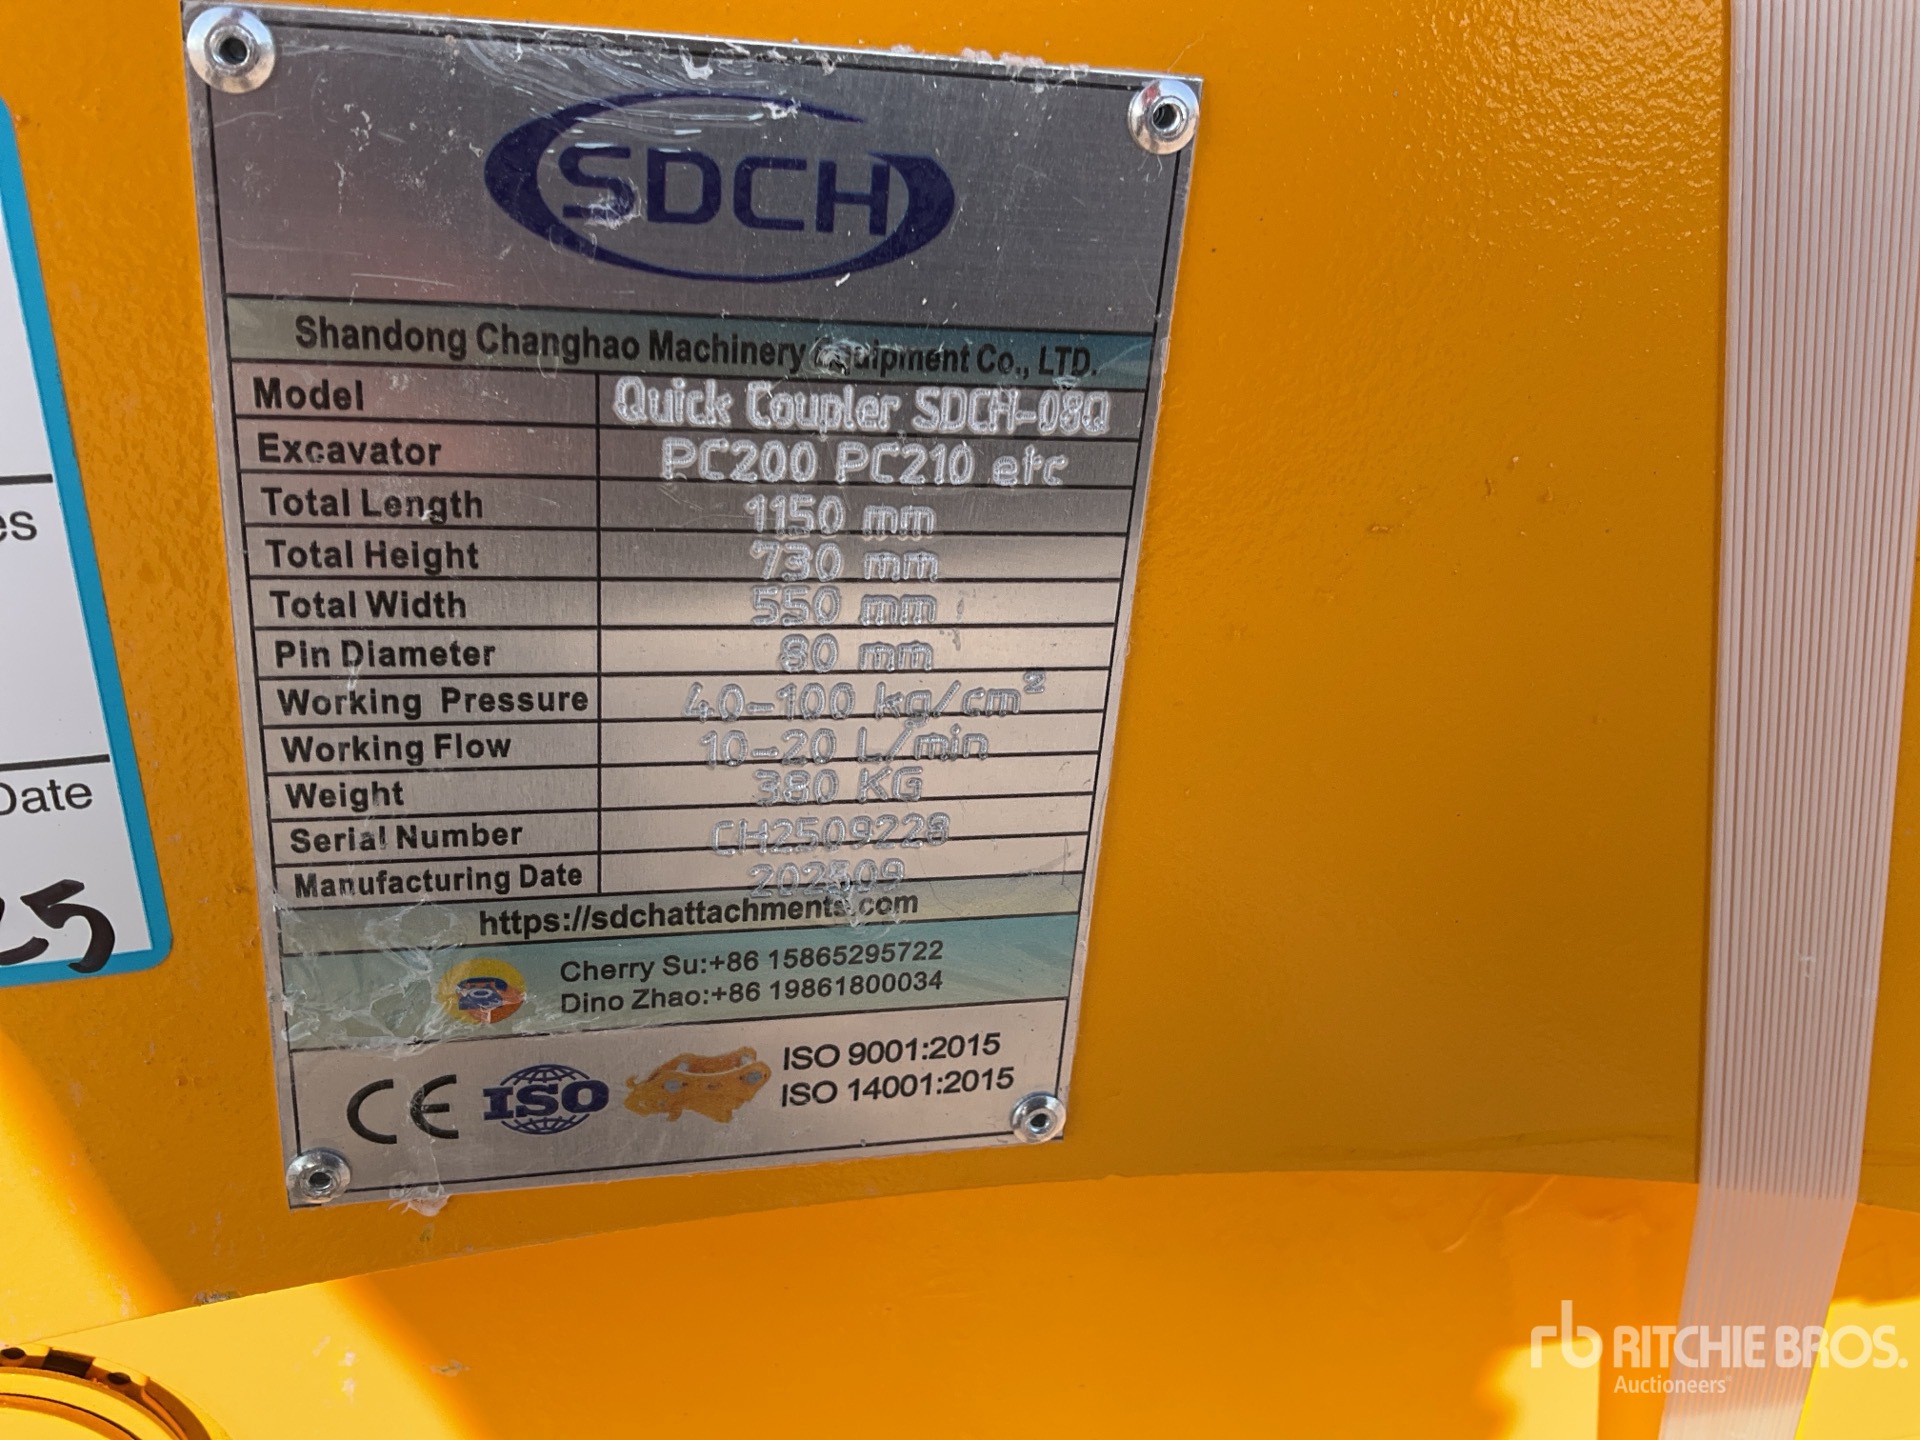 SDCH
Shandong Changhao Machinery Equipment Co., LTD.
Model Quick Coupler SDCH-08Q
Excavator PC200 PC210 etc
Total Length 1150 mm
Total Height 730 mm
Total Width 550 mm
Pin Diameter 80 mm
Working Pressure 40-100 kg/cm²
Working Flow 10-20 L/min
Weight 380 KG
Serial Number CH2509228
Manufacturing Date 202509
https://sdchattachments.com
Cherry Su:+86 15865295722
Dino Zhao:+86 19861800034
CE ISO ISO 9001:2015
ISO 14001:2015
es
Date
25
rb RITCHIE BROS.
Auctioneers